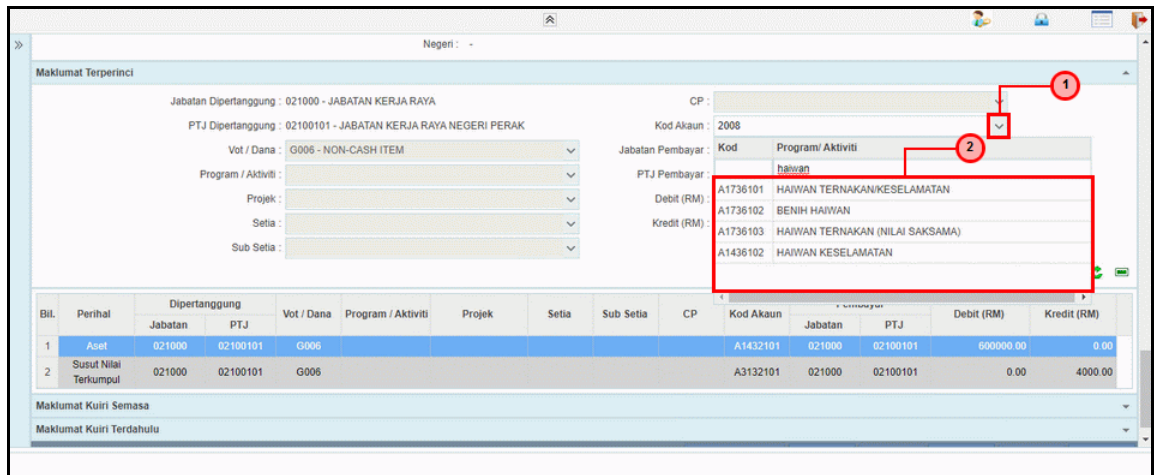 Negeri : -
Maklumat Terperinci
1
Jabatan Dipertanggung : 021000 - JABATAN KERJA RAYA CP :
PTJ Dipertanggung : 02100101 - JABATAN KERJA RAYA NEGERI PERAK Kod Akaun : 2008
Vot / Dana : G006 - NON-CASH ITEM Jabatan Pembayar : Kod Program/ Aktiviti 2
Program / Aktiviti : PTJ Pembayar : haiwan
Projek : Debit (RM) : A1736101 HAIWAN TERNAKAN/KESELAMATAN
A1736102 BENIH HAIWAN
Setia : Kredit (RM) : A1736103 HAIWAN TERNAKAN (NILAI SAKSAMA)
Sub Setia : A1436102 HAIWAN KESELAMATAN
Bil. Perihal Dipertanggung Vot / Dana Program / Aktiviti Projek Setia Sub Setia CP Kod Akaun Debit (RM) Kredit (RM)
Jabatan PTJ Jabatan PTJ
1 Aset 021000 02100101 G006 A1432101 021000 02100101 600000.00 0.00
2 Susut Nilai Terkumpul 021000 02100101 G006 A3132101 021000 02100101 0.00 4000.00
Maklumat Kuiri Semasa
Maklumat Kuiri Terdahulu